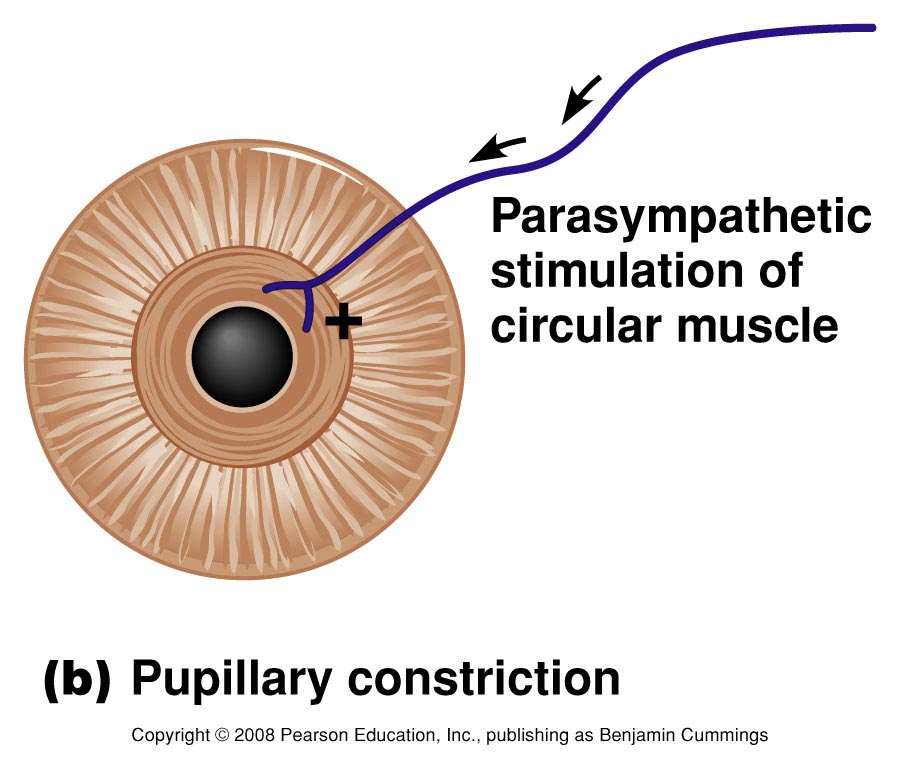 Parasympathetic
stimulation of
circular muscle
+
(b) Pupillary constriction
Copyright © 2008 Pearson Education, Inc., publishing as Benjamin Cummings